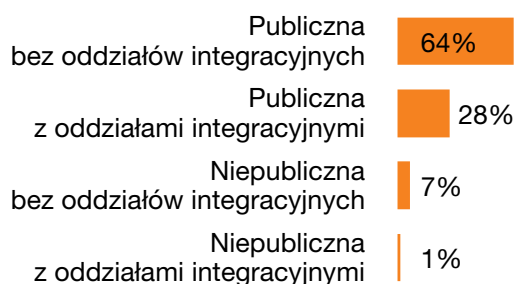 Publiczna
bez oddziałów integracyjnych
64%
Publiczna
z oddziałami integracyjnymi
28%
Niepubliczna
bez oddziałów integracyjnych
7%
Niepubliczna
z oddziałami integracyjnymi
1%